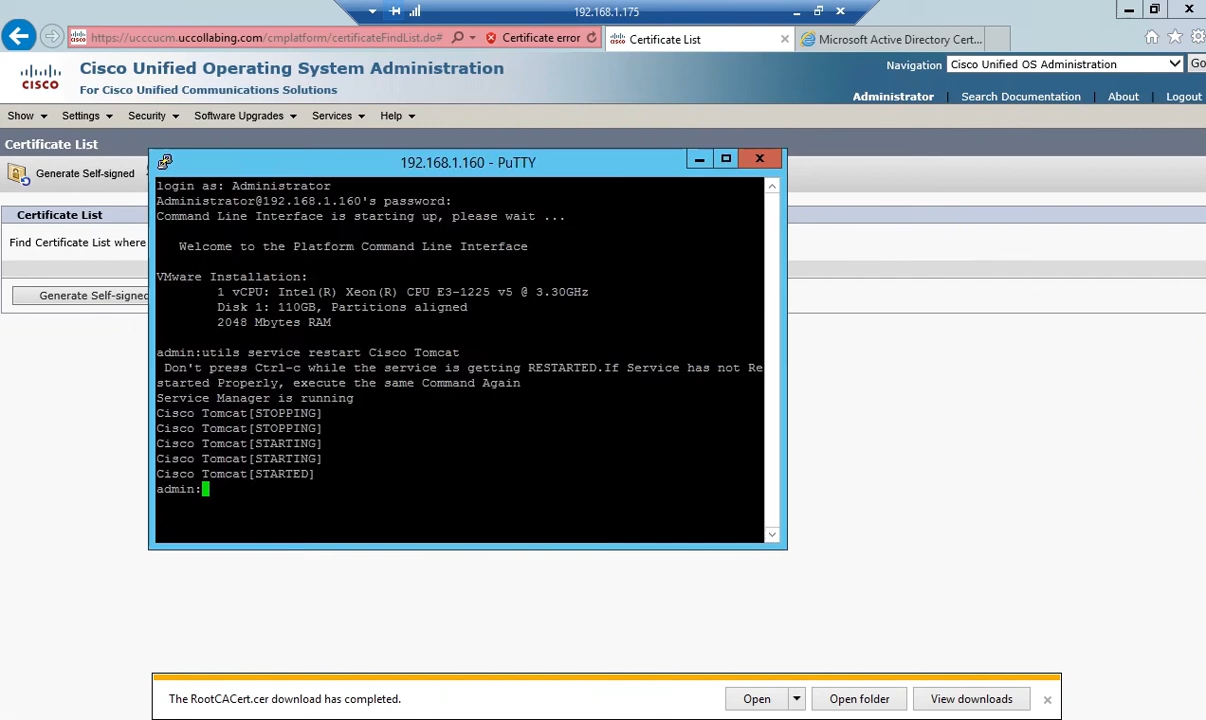 192.168.1.175
https://ucccucm.uccollabing.com/cmplatform/certificateFindList.do#
Certificate error
Certificate List
Microsoft Active Directory Cert...
Cisco Unified Operating System Administration
For Cisco Unified Communications Solutions
CISCO
Navigation
Cisco Unified OS Administration
Go
Administrator
Search Documentation
About
Logout
Show
Settings
Security
Software Upgrades
Services
Help
Certificate List
Generate Self-signed
Certificate List
Find Certificate List where
Generate Self-signed
192.168.1.160 - PuTTY
login as: Administrator
Administrator@192.168.1.160's password:
Command Line Interface is starting up, please wait ...
Welcome to the Platform Command Line Interface
VMware Installation:
1 vCPU: Intel(R) Xeon(R) CPU E3-1225 v5 @ 3.30GHz
Disk 1: 110GB, Partitions aligned
2048 Mbytes RAM
admin:utils service restart Cisco Tomcat
Don't press Ctrl-c while the service is getting RESTARTED.If Service has not Re
started Properly, execute the same Command Again
Service Manager is running
Cisco Tomcat[STOPPING]
Cisco Tomcat[STOPPING]
Cisco Tomcat[STARTING]
Cisco Tomcat[STARTING]
Cisco Tomcat[STARTED]
admin:
The RootCACert.cer download has completed.
Open
Open folder
View downloads